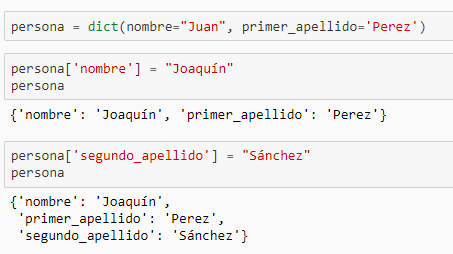 persona = dict(nombre="Juan", primer_apellido='Perez')
persona['nombre'] = "Joaquín"
persona
{'nombre': 'Joaquín', 'primer_apellido': 'Perez'}
persona['segundo_apellido'] = "Sánchez"
persona
{'nombre': 'Joaquín',
 'primer_apellido': 'Perez',
 'segundo_apellido': 'Sánchez'}